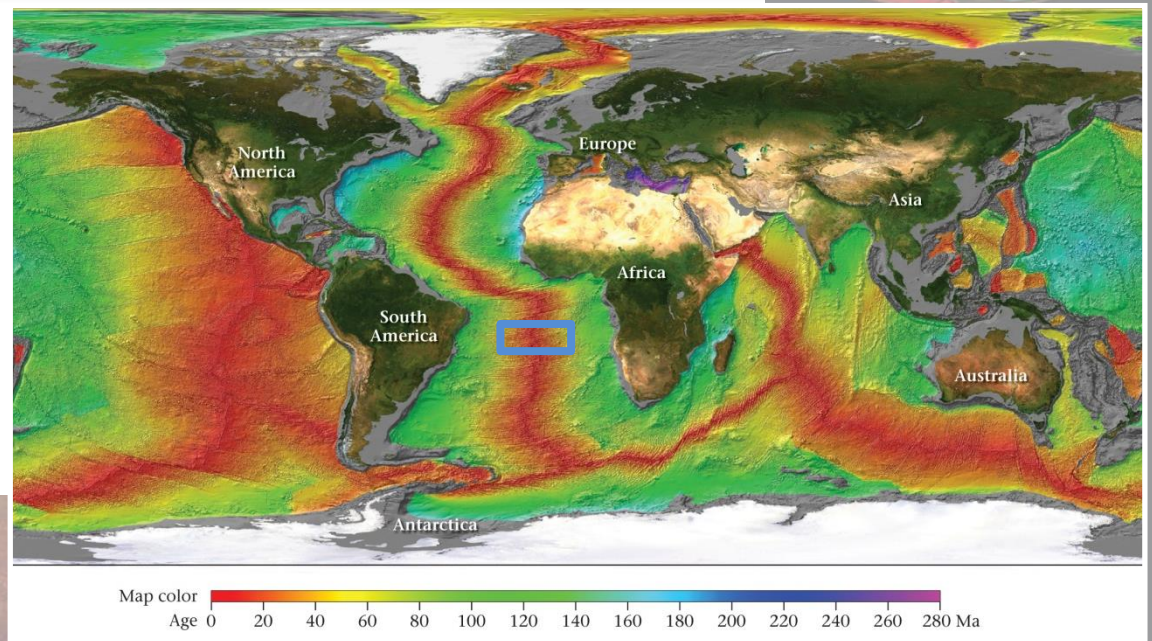 Europe
North
America
Asia
Africa
South
America
Australia
Antarctica
Map color
Age 0 20 40 60 80 100 120 140 160 180 200 220 240 260 280 Ma